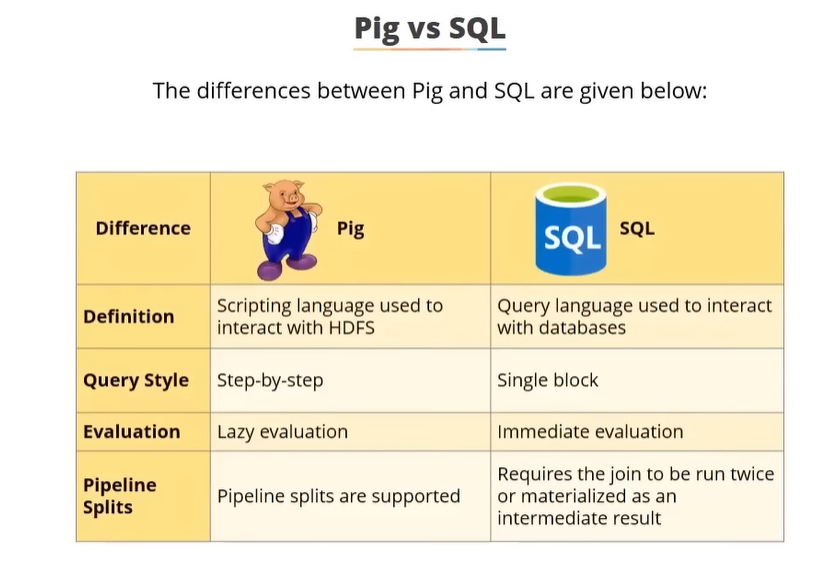 Pig vs SQL
The differences between Pig and SQL are given below:
Difference
Pig
SQL
SQL
Definition
Scripting language used to
interact with HDFS
Query language used to interact
with databases
Query Style
Step-by-step
Single block
Evaluation
Lazy evaluation
Immediate evaluation
Pipeline
Splits
Pipeline splits are supported
Requires the join to be run twice
or materialized as an
intermediate result